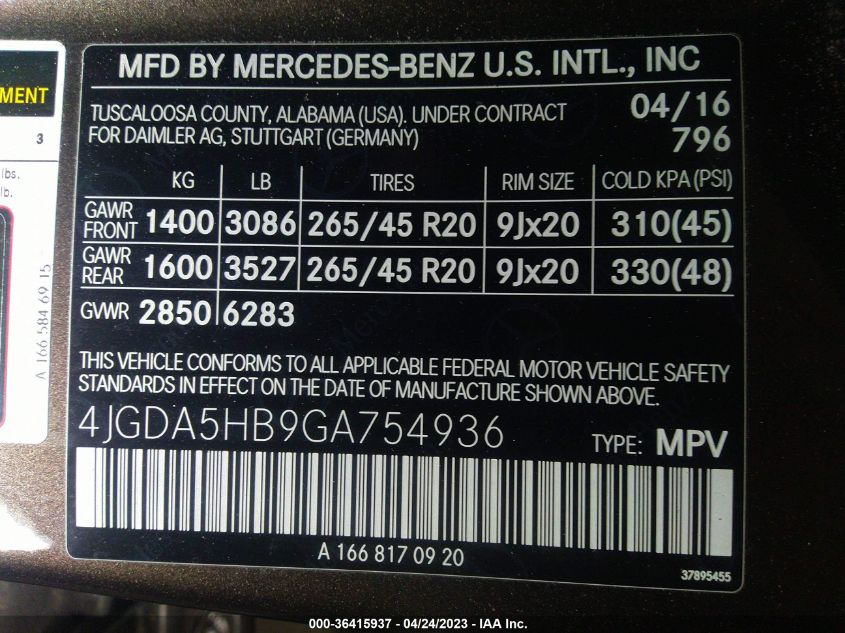 MENT
3
lbs.
lb.
A 166 584 69 15
MFD BY MERCEDES-BENZ U.S. INTL., INC
TUSCALOOSA COUNTY, ALABAMA (USA). UNDER CONTRACT
FOR DAIMLER AG, STUTTGART (GERMANY)
04/16
796
KG LB TIRES RIM SIZE COLD KPA(PSI)
GAWR FRONT 1400 3086 265/45 R20 9Jx20 310(45)
GAWR REAR 1600 3527 265/45 R20 9Jx20 330(48)
GVWR 2850 6283
THIS VEHICLE CONFORMS TO ALL APPLICABLE FEDERAL MOTOR VEHICLE SAFETY
STANDARDS IN EFFECT ON THE DATE OF MANUFACTURE SHOWN ABOVE.
4JGDA5HB9GA754936 TYPE: MPV
A 166 817 09 20
37895455
000-36415937 - 04/24/2023 - IAA Inc.